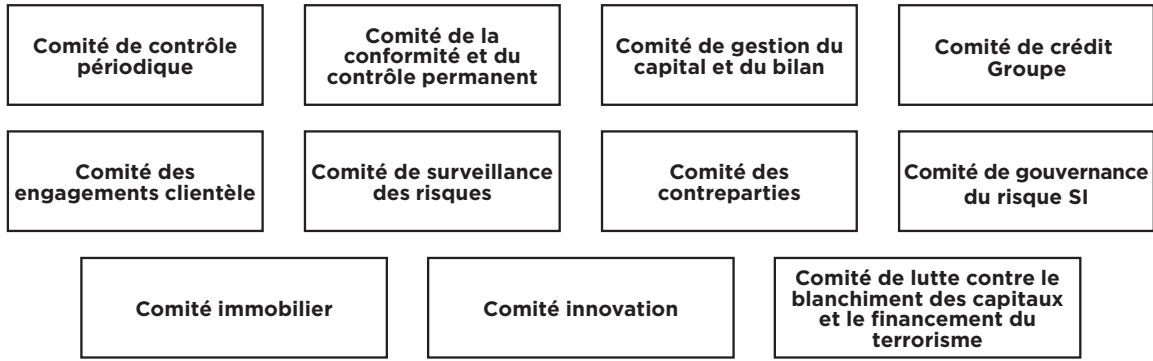 Comité de contrôle
périodique
Comité de la
conformité et du
contrôle permanent
Comité de gestion du
capital et du bilan
Comité de crédit
Groupe
Comité des
engagements clientèle
Comité de surveillance
des risques
Comité des
contreparties
Comité de gouvernance
du risque SI
Comité immobilier
Comité innovation
Comité de lutte contre le
blanchiment des capitaux
et le financement du
terrorisme